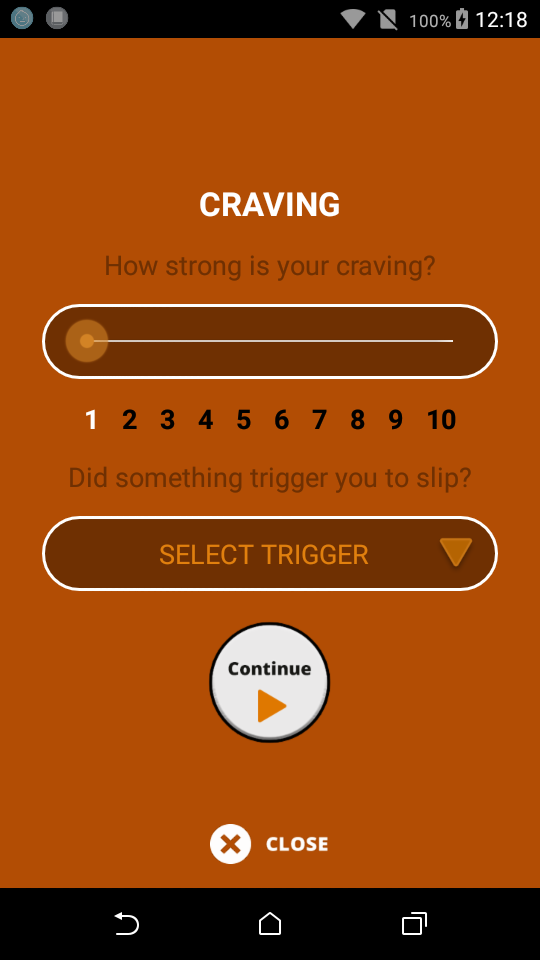 100% 12:18
CRAVING
How strong is your craving?
1 2 3 4 5 6 7 8 9 10
Did something trigger you to slip?
SELECT TRIGGER
Continue
CLOSE